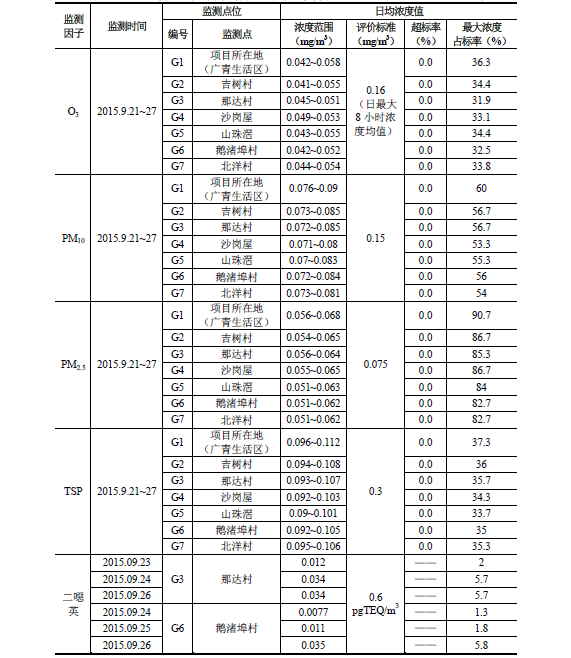 监测因子 监测时间 监测点位 日均浓度值
编号 监测点 浓度范围（mg/m³） 评价标准（mg/m³） 超标率（%） 最大浓度占标率（%）
O₃ 2015.9.21~27 G1 项目所在地（广青生活区） 0.042~0.058 0.16（日最大8小时浓度均值） 0.0 36.3
G2 吉树村 0.041~0.055 0.0 34.4
G3 那达村 0.045~0.051 0.0 31.9
G4 沙岗屋 0.049~0.053 0.0 33.1
G5 山珠滘 0.043~0.055 0.0 34.4
G6 鹅渚埠村 0.042~0.052 0.0 32.5
G7 北洋村 0.044~0.054 0.0 33.8
PM₁₀ 2015.9.21~27 G1 项目所在地（广青生活区） 0.076~0.09 0.15 0.0 60
G2 吉树村 0.073~0.085 0.0 56.7
G3 那达村 0.072~0.085 0.0 56.7
G4 沙岗屋 0.071~0.08 0.0 53.3
G5 山珠滘 0.07~0.083 0.0 55.3
G6 鹅渚埠村 0.072~0.084 0.0 56
G7 北洋村 0.073~0.081 0.0 54
PM₂.₅ 2015.9.21~27 G1 项目所在地（广青生活区） 0.056~0.068 0.075 0.0 90.7
G2 吉树村 0.054~0.065 0.0 86.7
G3 那达村 0.056~0.064 0.0 85.3
G4 沙岗屋 0.055~0.065 0.0 86.7
G5 山珠滘 0.051~0.063 0.0 84
G6 鹅渚埠村 0.051~0.062 0.0 82.7
G7 北洋村 0.051~0.062 0.0 82.7
TSP 2015.9.21~27 G1 项目所在地（广青生活区） 0.096~0.112 0.3 0.0 37.3
G2 吉树村 0.094~0.108 0.0 36
G3 那达村 0.093~0.107 0.0 35.7
G4 沙岗屋 0.092~0.103 0.0 34.3
G5 山珠滘 0.09~0.101 0.0 33.7
G6 鹅渚埠村 0.092~0.105 0.0 35
G7 北洋村 0.095~0.106 0.0 35.3
二噁英 2015.09.23 G3 那达村 0.012 0.6 pgTEQ/m³ —— 2
2015.09.24 0.034 —— 5.7
2015.09.26 0.034 —— 5.7
2015.09.24 G6 鹅渚埠村 0.0077 —— 1.3
2015.09.25 0.011 —— 1.8
2015.09.26 0.035 —— 5.8